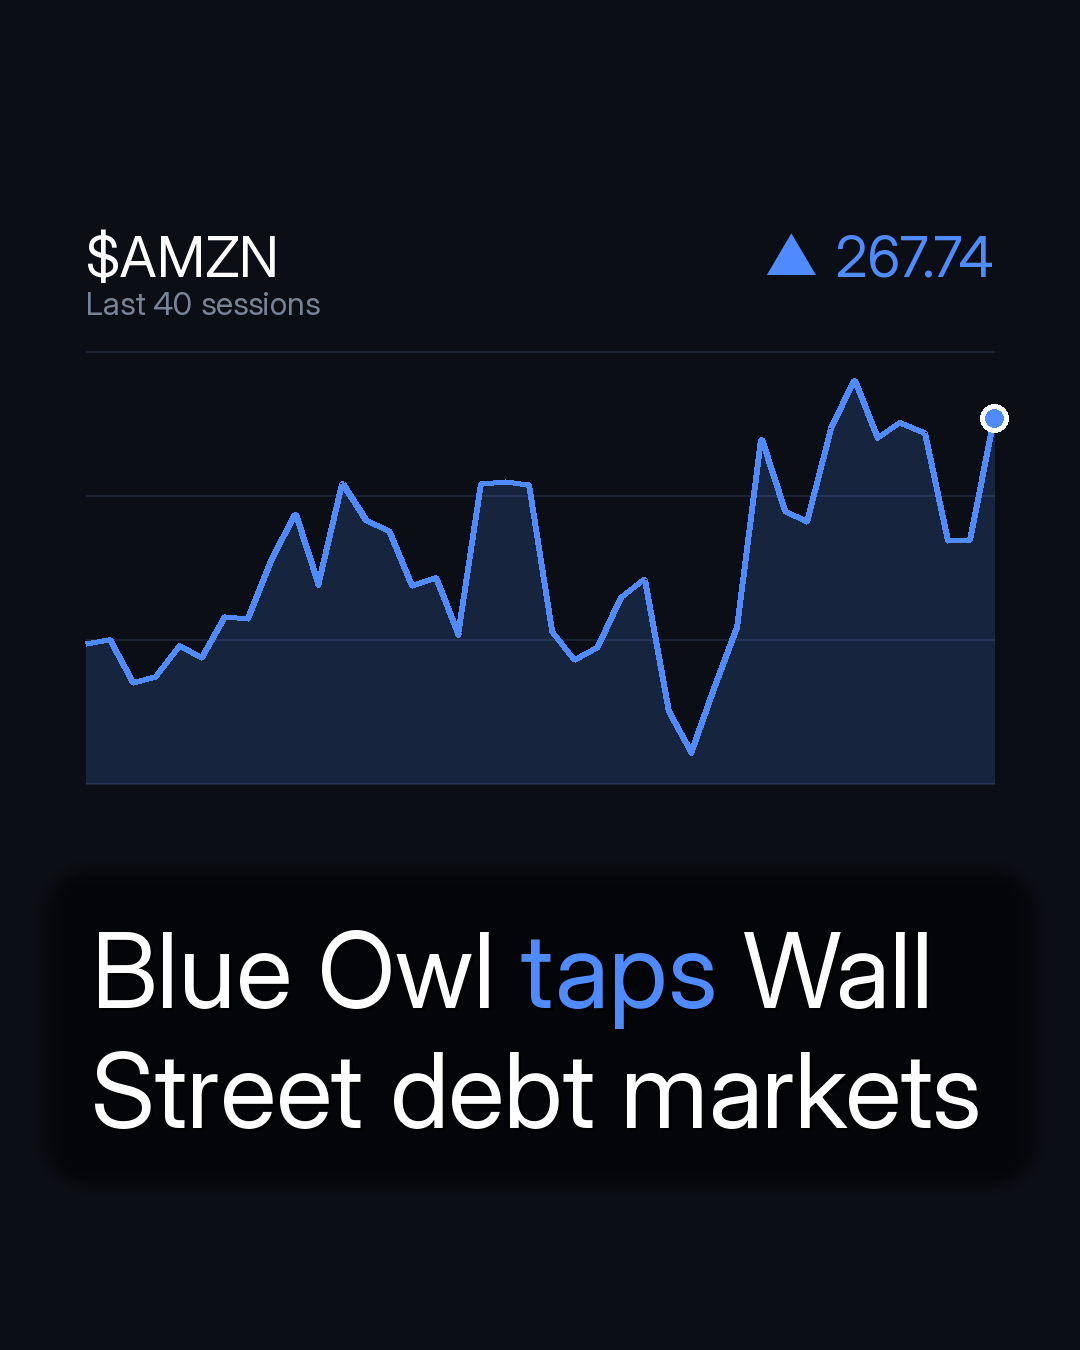 $AMZN
▲ 267.74
Last 40 sessions
Blue Owl taps Wall
Street debt markets